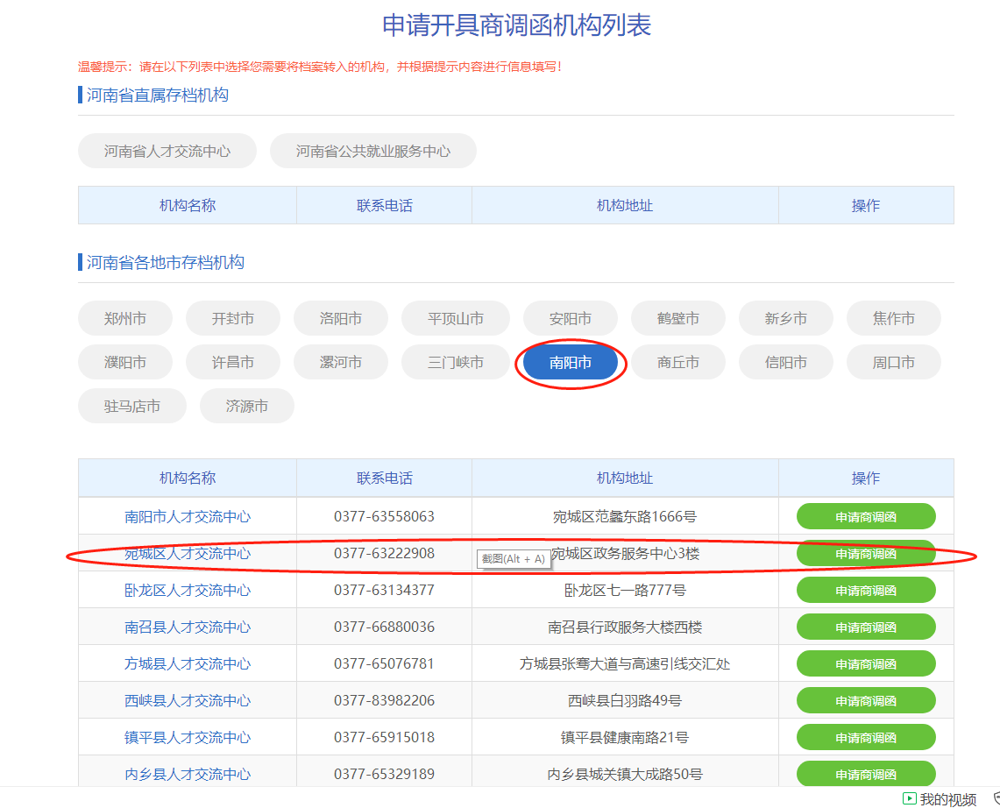 申请开具商调函机构列表
温馨提示：请在以下列表中选择您需要将档案转入的机构，并根据提示内容进行信息填写！
河南省直属存档机构
河南省人才交流中心 河南省公共就业服务中心
机构名称 联系电话 机构地址 操作
河南省各地市存档机构
郑州市 开封市 洛阳市 平顶山市 安阳市 鹤壁市 新乡市 焦作市
濮阳市 许昌市 漯河市 三门峡市 南阳市 商丘市 信阳市 周口市
驻马店市 济源市
机构名称 联系电话 机构地址 操作
南阳市人才交流中心 0377-63558063 宛城区范蠡东路1666号 申请商调函
宛城区人才交流中心 0377-63222908 截图(Alt + A) 宛城区政务服务中心3楼 申请商调函
卧龙区人才交流中心 0377-63134377 卧龙区七一路777号 申请商调函
南召县人才交流中心 0377-66880036 南召县行政服务大楼西楼 申请商调函
方城县人才交流中心 0377-65076781 方城县张骞大道与高速引线交汇处 申请商调函
西峡县人才交流中心 0377-83982206 西峡县白羽路49号 申请商调函
镇平县人才交流中心 0377-65915018 镇平县健康南路21号 申请商调函
内乡县人才交流中心 0377-65329189 内乡县城关镇大成路50号 申请商调函
我的视频